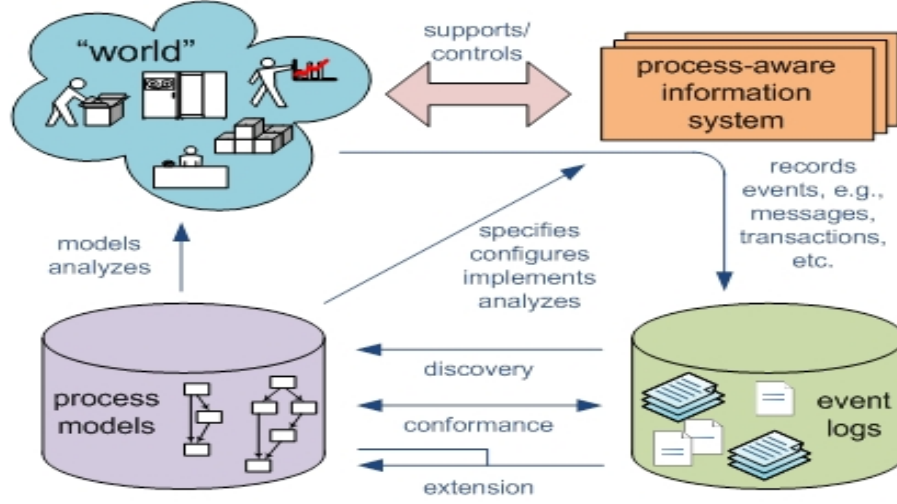 “world”
supports/
controls
process-aware
information
system
records
events, e.g.,
messages,
transactions,
etc.
models
analyzes
specifies
configures
implements
analyzes
process
models
discovery
conformance
extension
event
logs